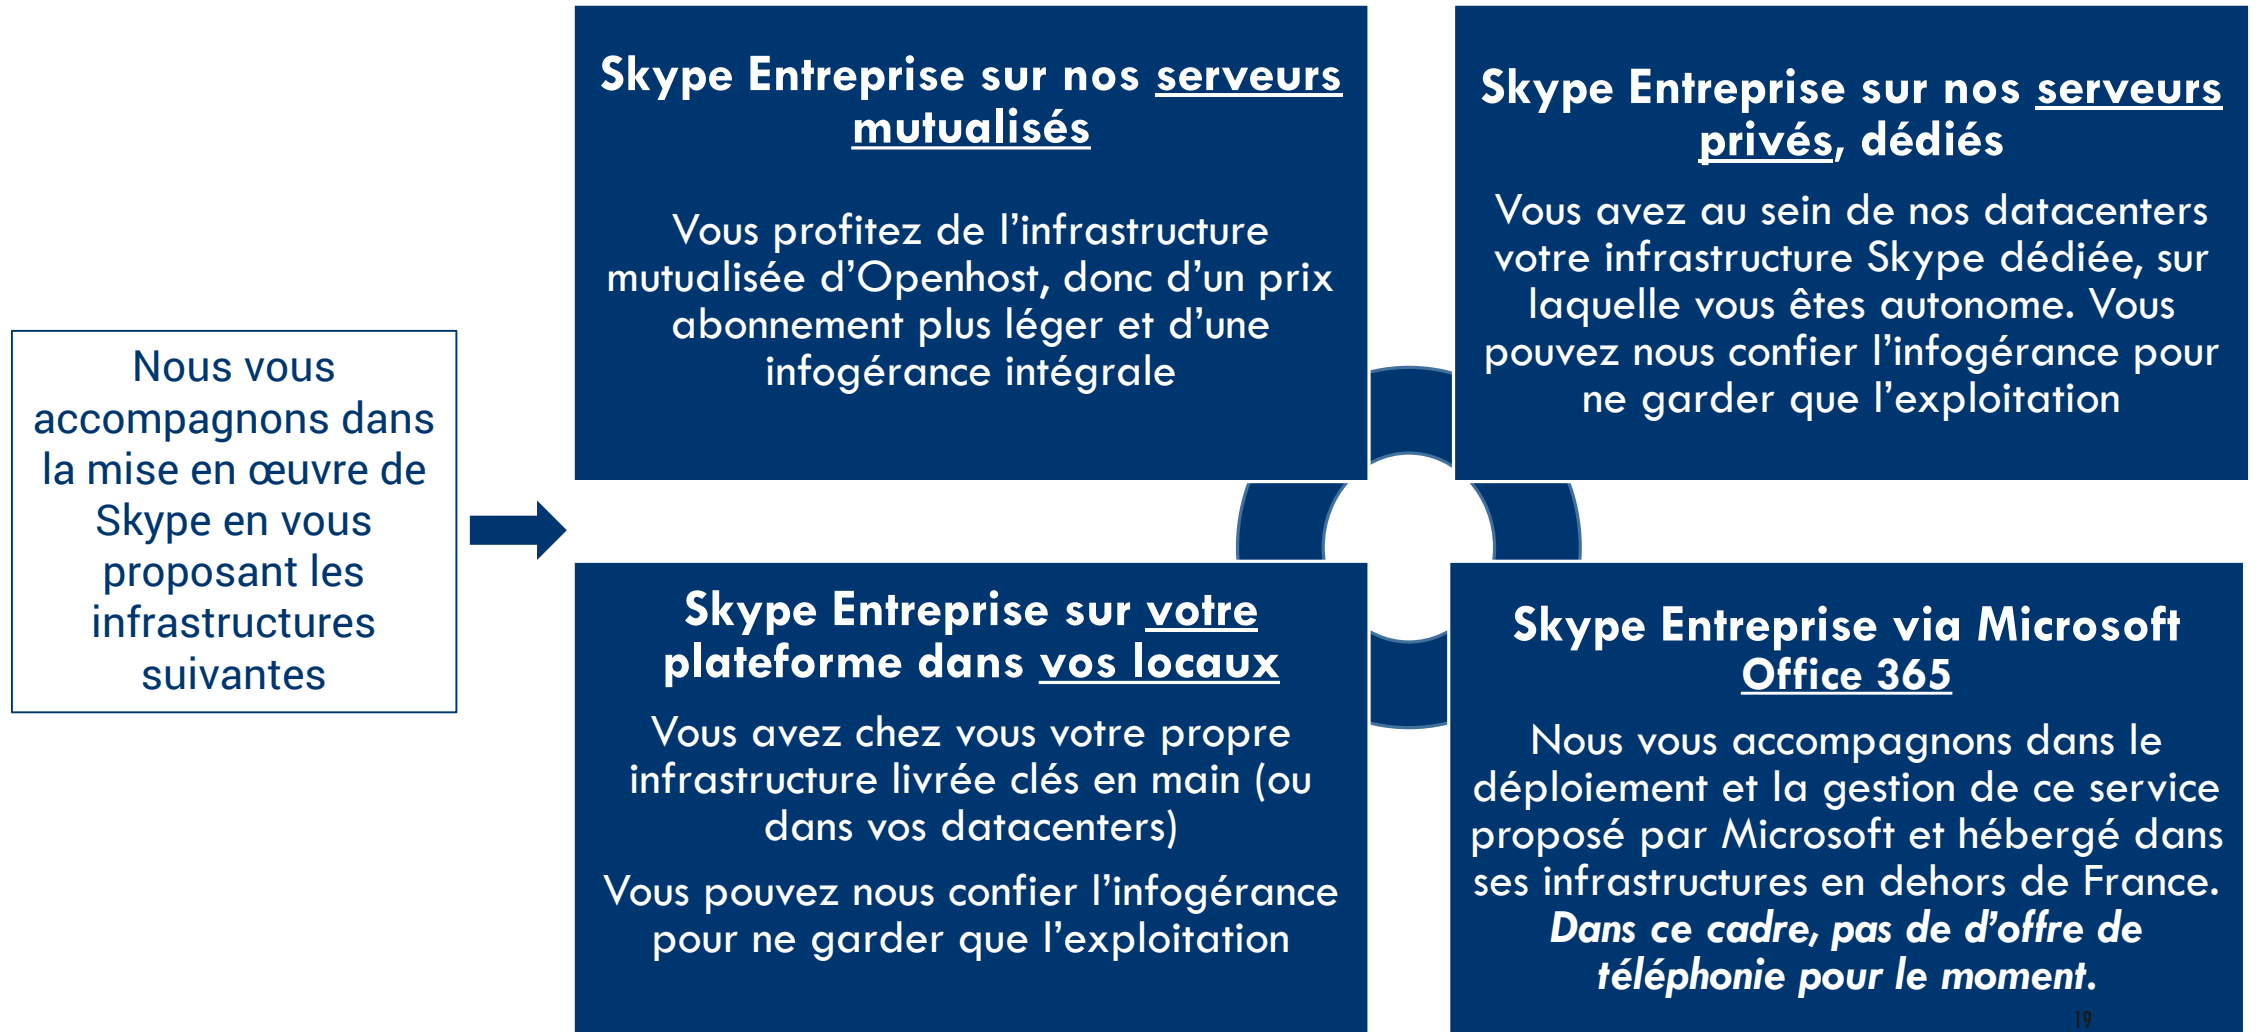 Nous vous
accompagnons dans
la mise en œuvre de
Skype en vous
proposant les
infrastructures
suivantes
Skype Entreprise sur nos serveurs
mutualisés
Vous profitez de l’infrastructure
mutualisée d’Openhost, donc d’un prix
abonnement plus léger et d’une
infogérance intégrale
Skype Entreprise sur nos serveurs
privés, dédiés
Vous avez au sein de nos datacenters
votre infrastructure Skype dédiée, sur
laquelle vous êtes autonome. Vous
pouvez nous confier l’infogérance pour
ne garder que l’exploitation
Skype Entreprise sur votre
plateforme dans vos locaux
Vous avez chez vous votre propre
infrastructure livrée clés en main (ou
dans vos datacenters)
Vous pouvez nous confier l’infogérance
pour ne garder que l’exploitation
Skype Entreprise via Microsoft
Office 365
Nous vous accompagnons dans le
déploiement et la gestion de ce service
proposé par Microsoft et hébergé dans
ses infrastructures en dehors de France.
Dans ce cadre, pas de d’offre de
téléphonie pour le moment.
19